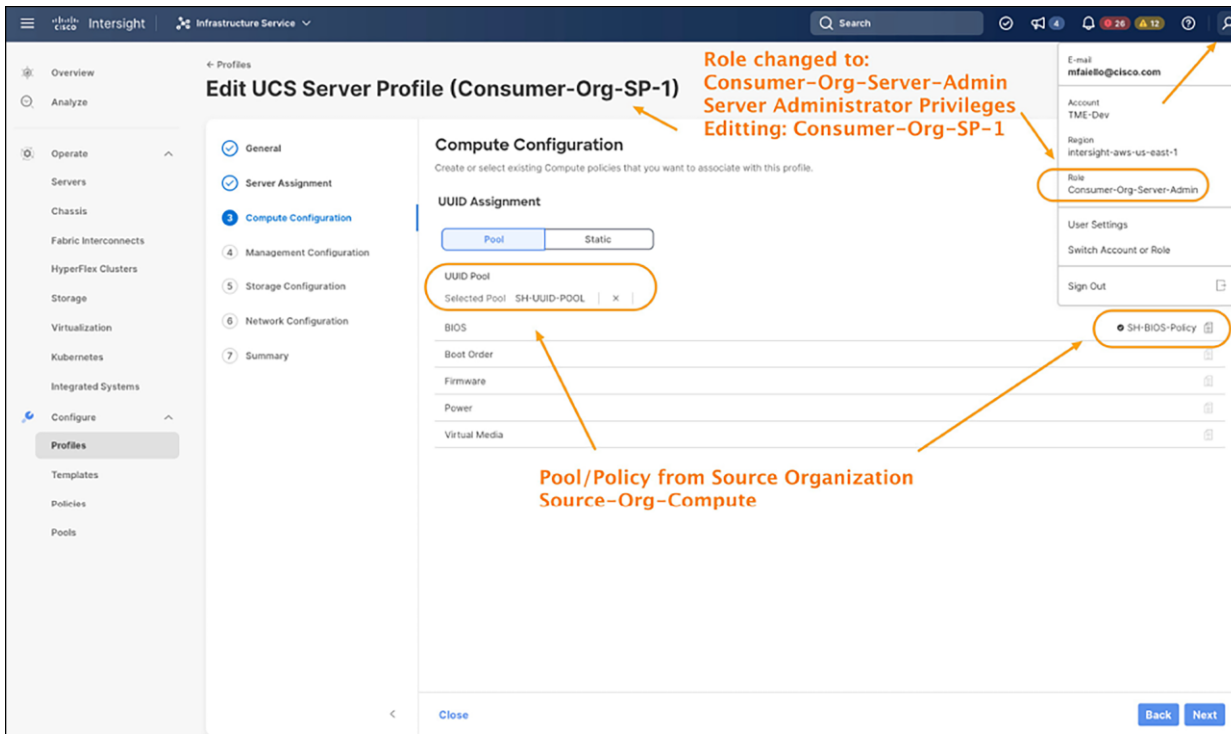 CISCO Intersight
Infrastructure Service
Search
4
26
12
Overview
Analyze
Operate
Servers
Chassis
Fabric Interconnects
HyperFlex Clusters
Storage
Virtualization
Kubernetes
Integrated Systems
Configure
Profiles
Templates
Policies
Pools
← Profiles
Edit UCS Server Profile (Consumer-Org-SP-1)
General
Server Assignment
3 Compute Configuration
4 Management Configuration
5 Storage Configuration
6 Network Configuration
7 Summary
Compute Configuration
Create or select existing Compute policies that you want to associate with this profile.
UUID Assignment
Pool Static
UUID Pool
Selected Pool SH-UUID-POOL | × |
BIOS SH-BIOS-Policy
Boot Order
Firmware
Power
Virtual Media
Close
Back Next
Role changed to:
Consumer-Org-Server-Admin
Server Administrator Privileges
Editting: Consumer-Org-SP-1
Pool/Policy from Source Organization
Source-Org-Compute
E-mail
mfaiello@cisco.com
Account
TME-Dev
Region
intersight-aws-us-east-1
Role
Consumer-Org-Server-Admin
User Settings
Switch Account or Role
Sign Out